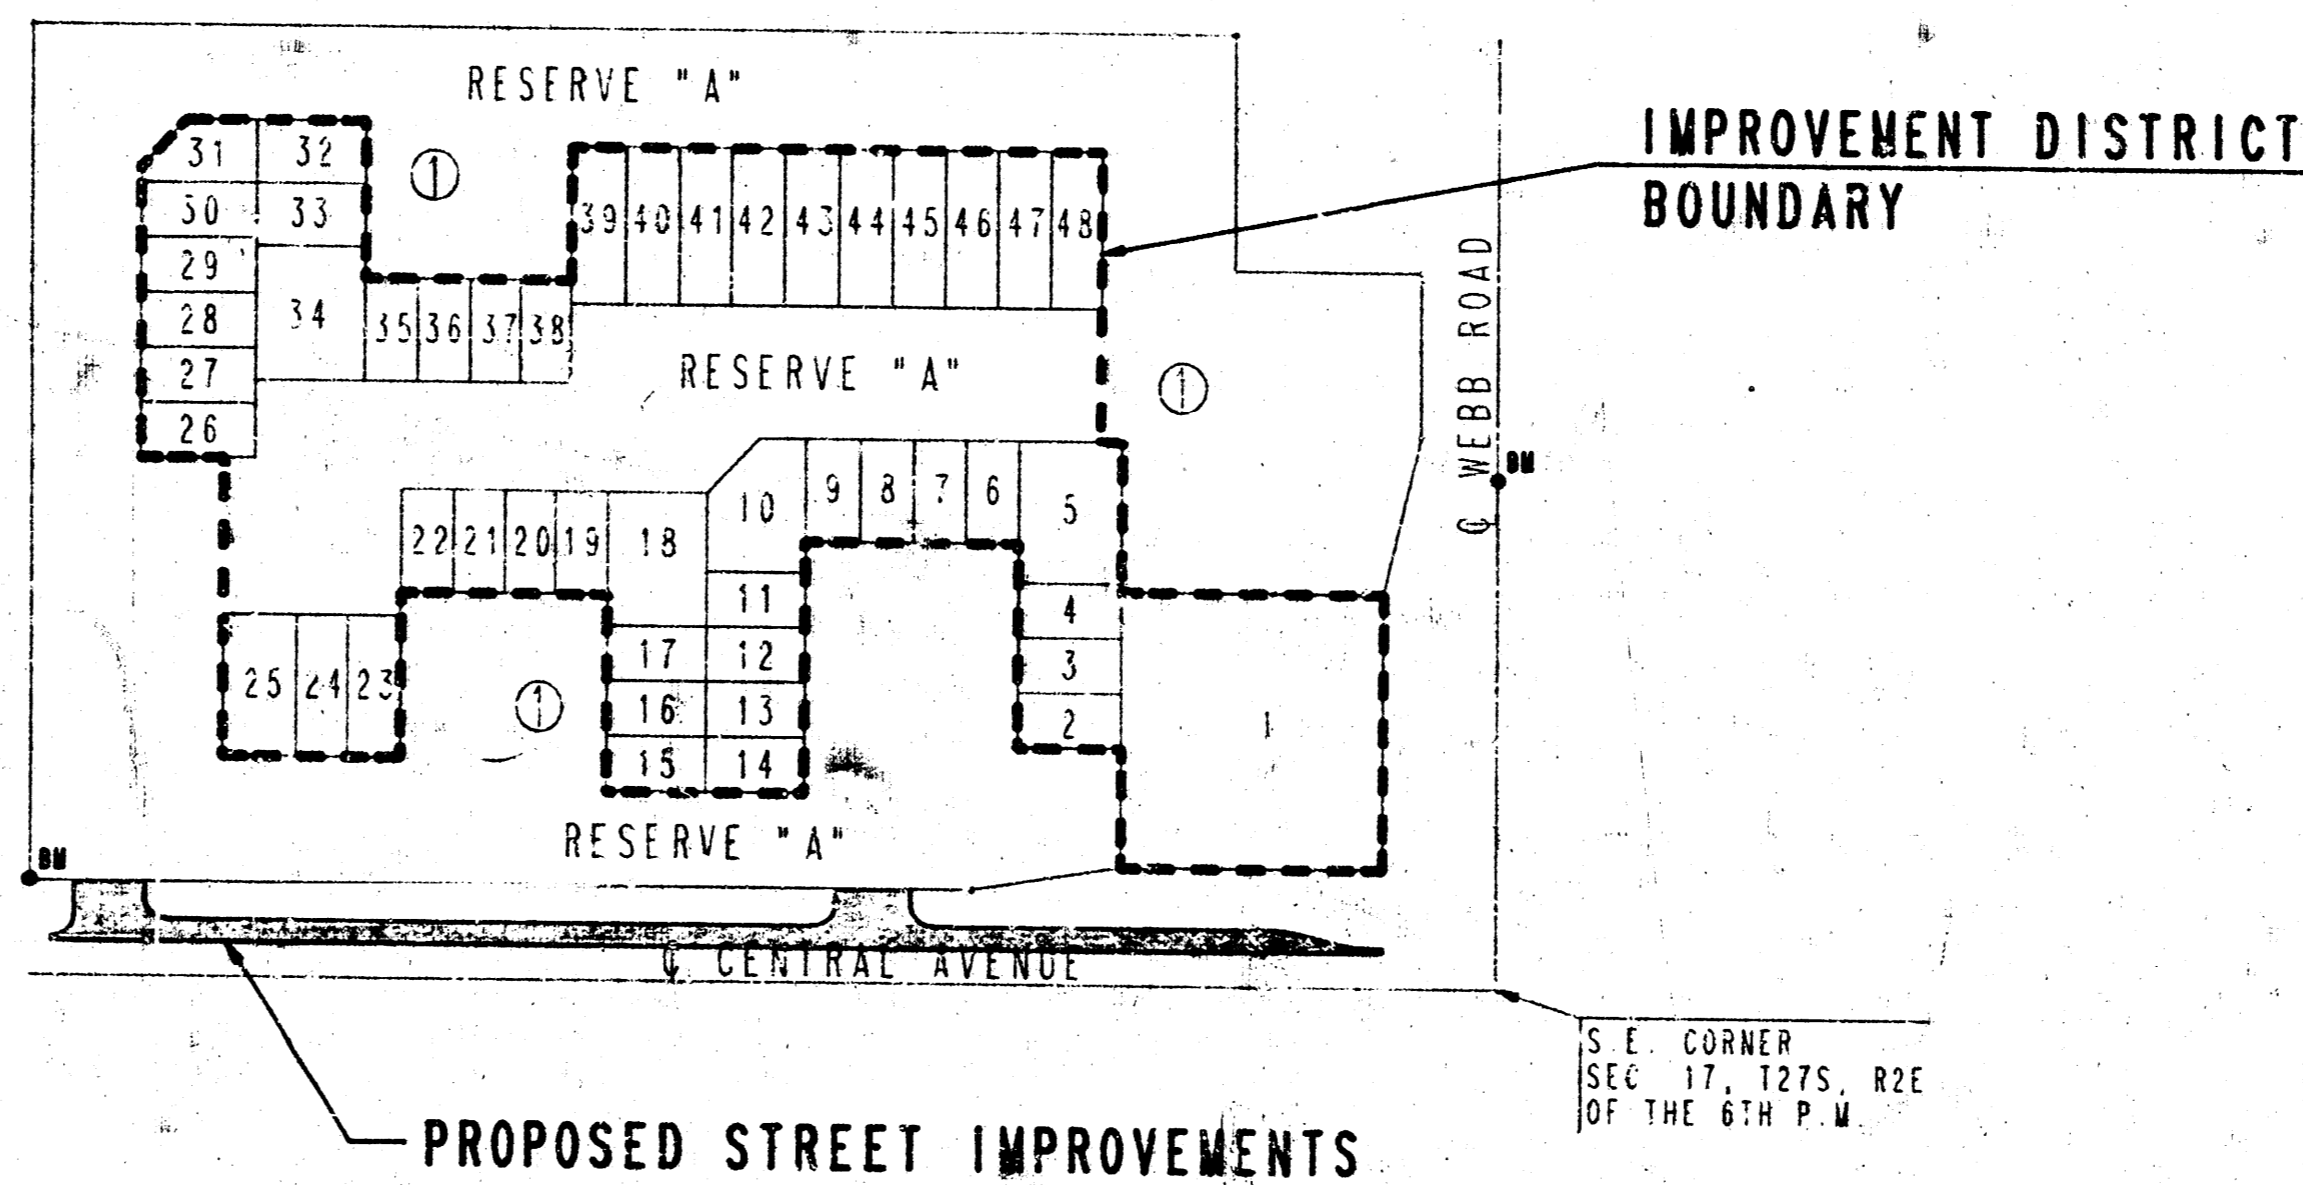 RESERVE "A"
IMPROVEMENT DISTRICT
BOUNDARY
31 32
1
30 33
39 40 41 42 43 44 45 46 47 48
29
28 34
35 36 37 38
27
RESERVE "A"
1
26
WEBB ROAD
BM
℄
22 21 20 19 18 10 9 8 7 6 5
11 4
17 12 3
25 24 23 16 13 2 1
1
15 14
RESERVE "A"
BM
℄ CENTRAL AVENUE
S.E. CORNER
SEC 17, T27S, R2E
OF THE 6TH P.M.
PROPOSED STREET IMPROVEMENTS